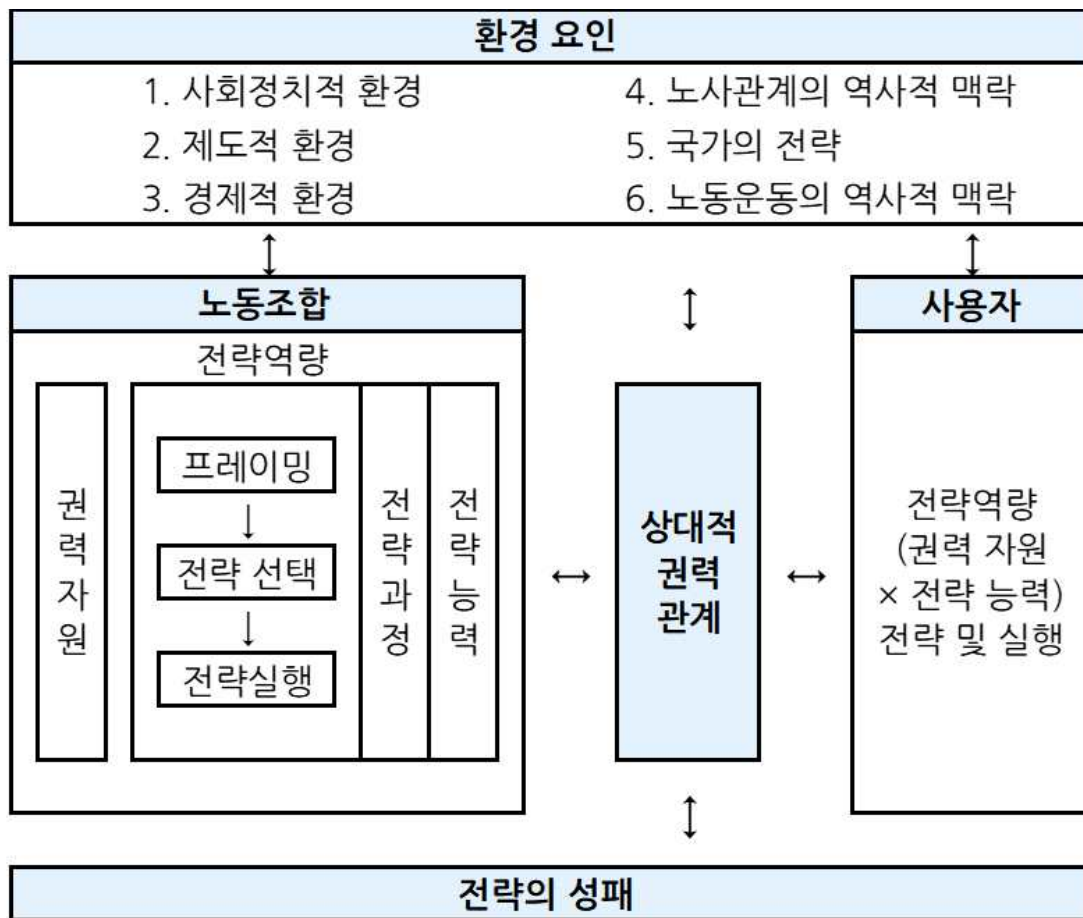 환경 요인
1. 사회정치적 환경
2. 제도적 환경
3. 경제적 환경
4. 노사관계의 역사적 맥락
5. 국가의 전략
6. 노동운동의 역사적 맥락
노동조합
전략역량
권력자원
프레이밍
전략 선택
전략실행
전략과정
전략능력
상대적
권력
관계
사용자
전략역량
(권력 자원
× 전략 능력)
전략 및 실행
전략의 성패